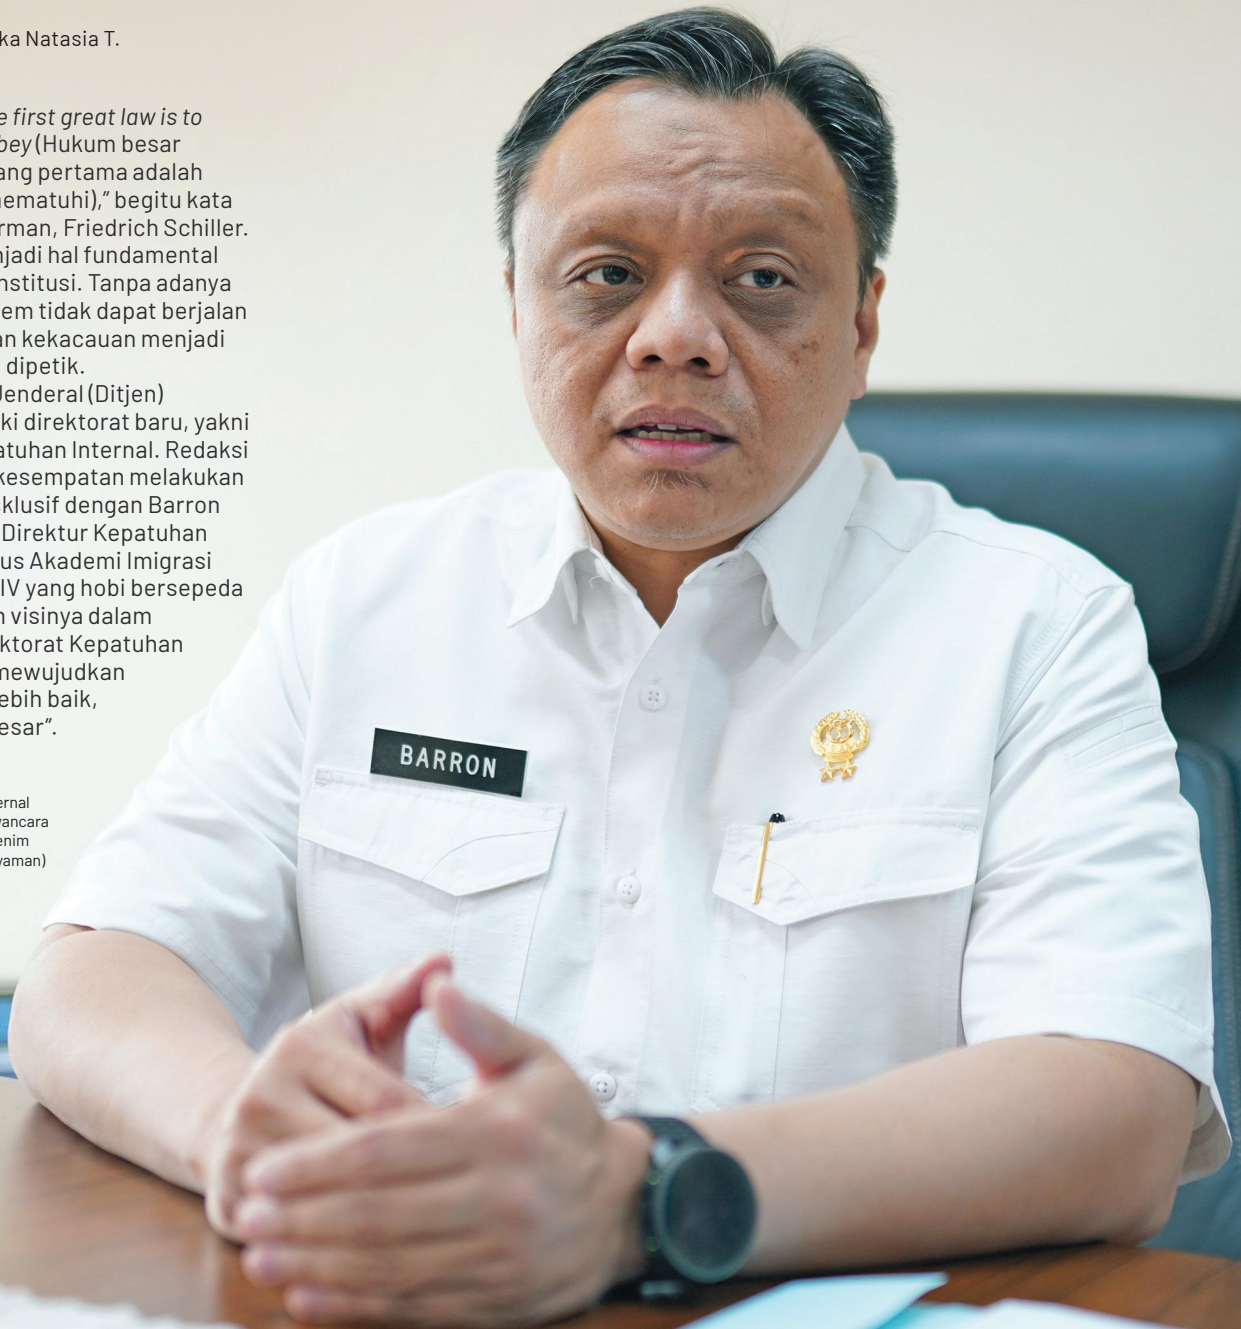 ka Natasia T.
e first great law is to
bey (Hukum besar
ang pertama adalah
nematuhi),” begitu kata
rman, Friedrich Schiller.
njadi hal fundamental
nstitusi. Tanpa adanya
em tidak dapat berjalan
an kekacauan menjadi
dipetik.
Jenderal (Ditjen)
ki direktorat baru, yakni
atuhan Internal. Redaksi
kesempatan melakukan
sklusif dengan Barron
Direktur Kepatuhan
us Akademi Imigrasi
IV yang hobi bersepeda
n visinya dalam
ktorat Kepatuhan
mewujudkan
ebih baik,
esar”.
ernal
vancara
enim
yaman)
BARRON